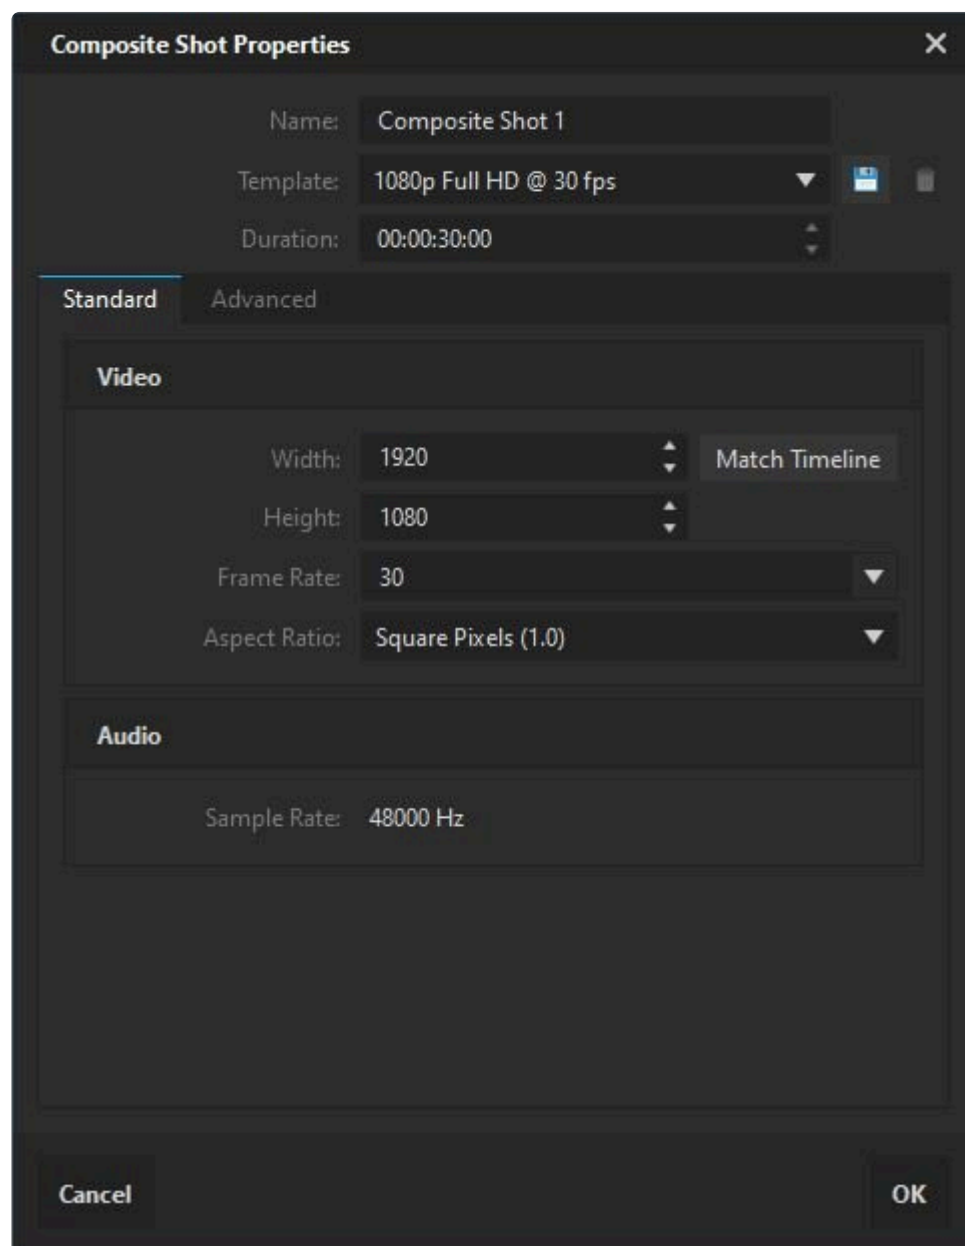 Composite Shot Properties
Name: Composite Shot 1
Template: 1080p Full HD @ 30 fps
Duration: 00:00:30:00
Standard Advanced
Video
Width: 1920 Match Timeline
Height: 1080
Frame Rate: 30
Aspect Ratio: Square Pixels (1.0)
Audio
Sample Rate: 48000 Hz
Cancel OK